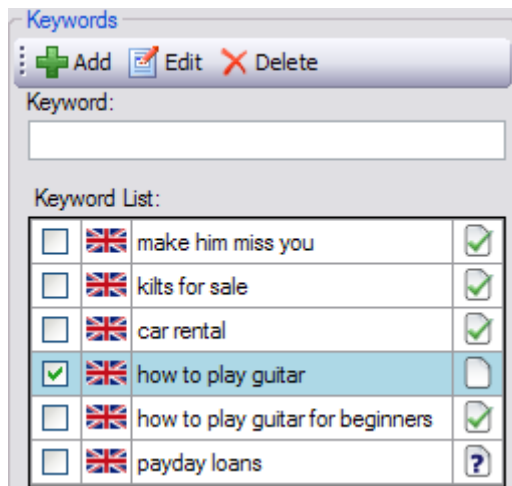 Keywords
Add Edit Delete
Keyword:
Keyword List:
make him miss you
kilts for sale
car rental
how to play guitar
how to play guitar for beginners
payday loans
?